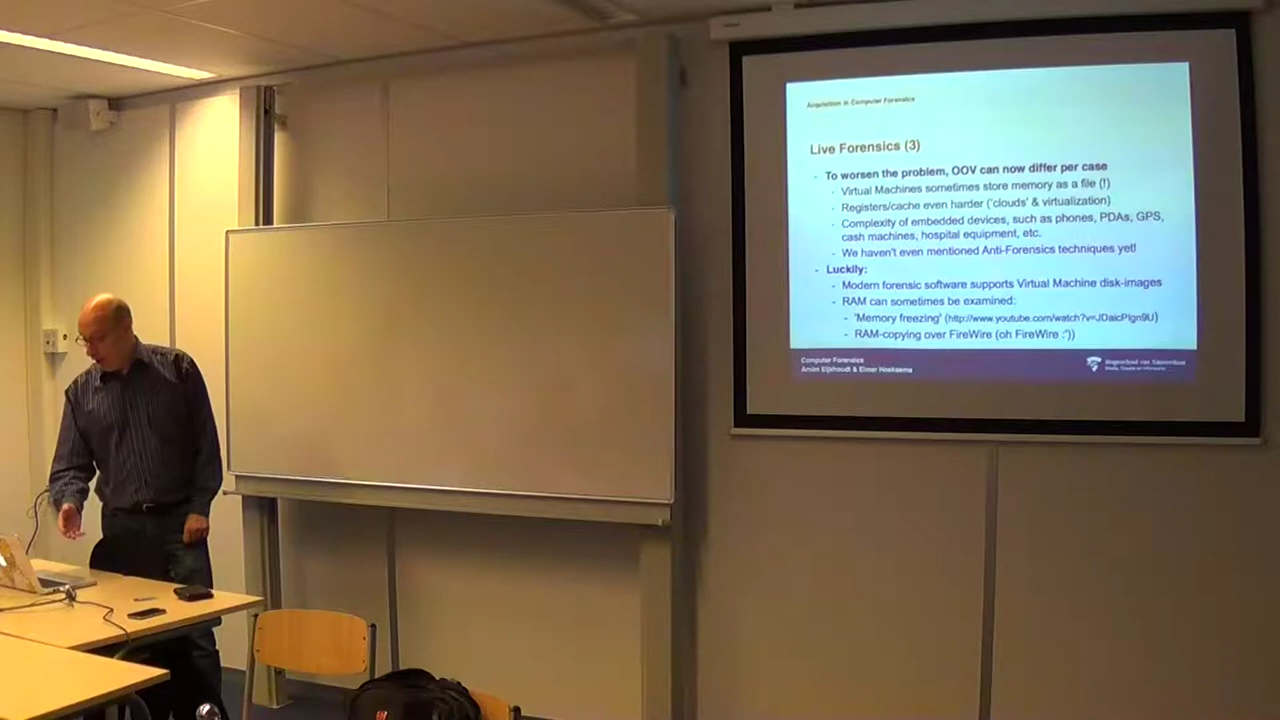 Acquisition in Computer Forensics
Live Forensics (3)
- To worsen the problem, OOV can now differ per case
- Virtual Machines sometimes store memory as a file (!)
- Registers/cache even harder ('clouds' & virtualization)
- Complexity of embedded devices, such as phones, PDAs, GPS,
cash machines, hospital equipment, etc.
- We haven't even mentioned Anti-Forensics techniques yet!
- Luckily:
- Modern forensic software supports Virtual Machine disk-images
- RAM can sometimes be examined:
- 'Memory freezing' (http://www.youtube.com/watch?v=JDaicPIgn9U)
- RAM-copying over FireWire (oh FireWire :'))
Computer Forensics
Arnim Eijkhoudt & Elmer Hoeksema
Hogeschool van Amsterdam